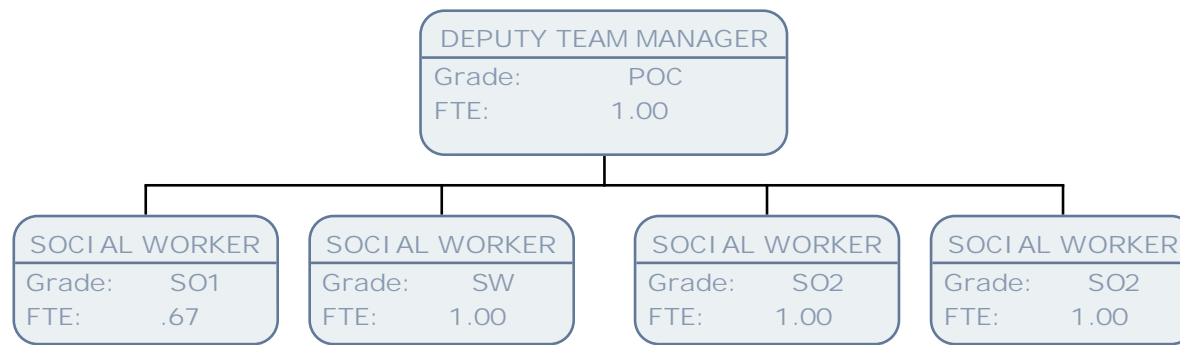 DEPUTY TEAM MANAGER
Grade: POC
FTE: 1.00
SOCIAL WORKER
Grade: SO1
FTE: .67
SOCIAL WORKER
Grade: SW
FTE: 1.00
SOCIAL WORKER
Grade: SO2
FTE: 1.00
SOCIAL WORKER
Grade: SO2
FTE: 1.00